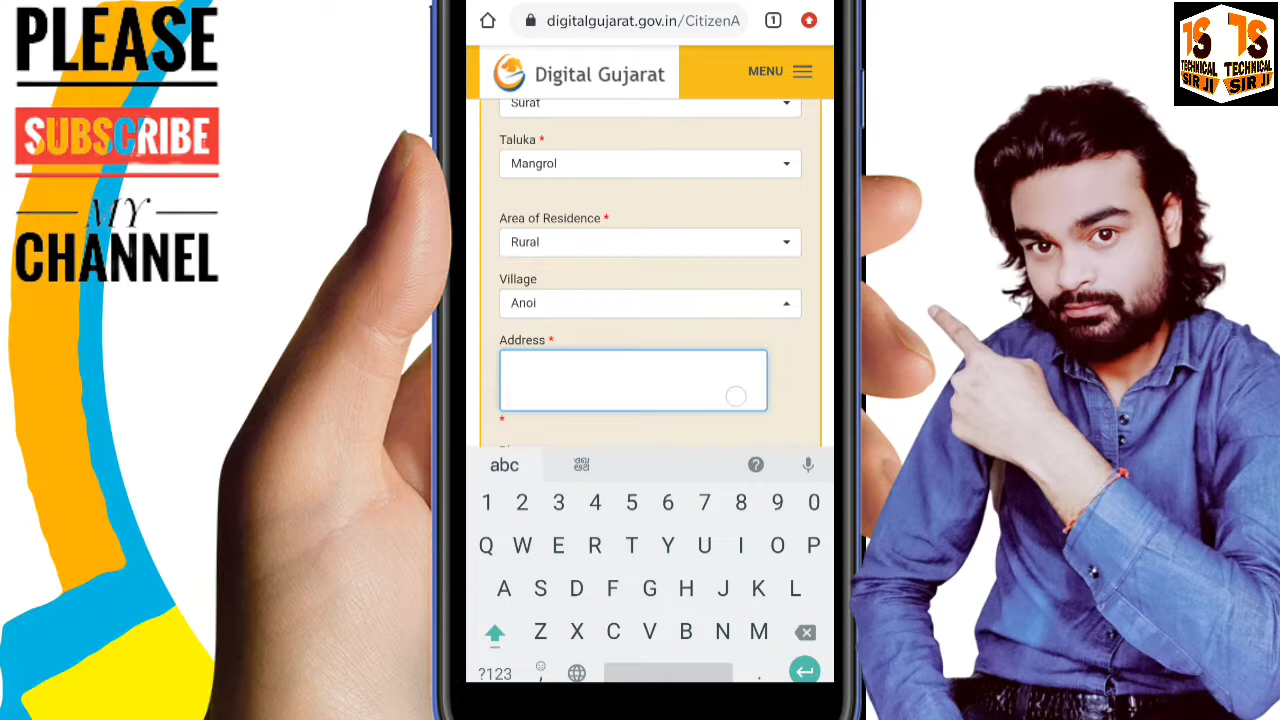 PLEASE
SUBSCRIBE
MY
CHANNEL
digitalgujarat.gov.in/CitizenA
1
Digital Gujarat
MENU
Surat
Taluka *
Mangrol
Area of Residence *
Rural
Village
Anoi
Address *
*
abc
?
1 2 3 4 5 6 7 8 9 0
Q W E R T Y U I O P
A S D F G H J K L
Z X C V B N M
?123 , .
TS TS
TECHNICAL TECHNICAL
SIR JI SIR JI